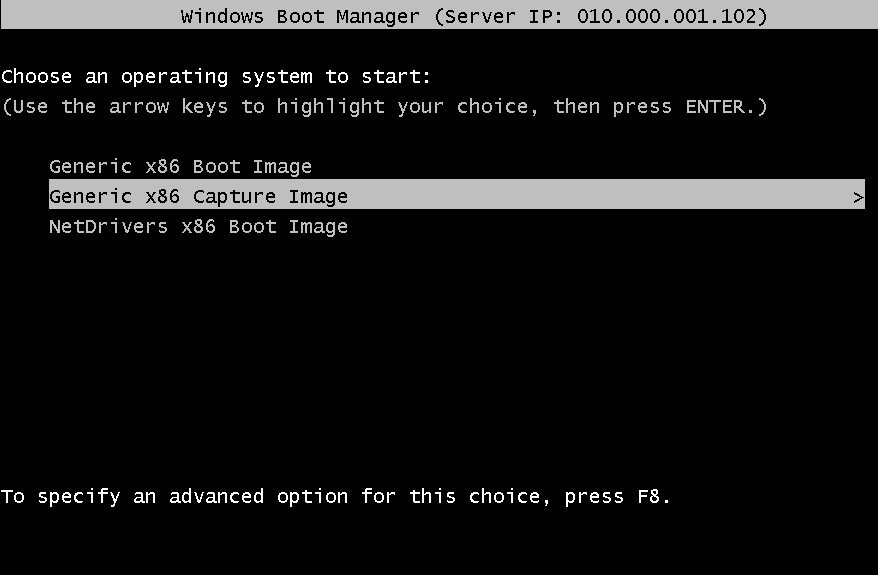 Windows Boot Manager (Server IP: 010.000.001.102)
Choose an operating system to start:
(Use the arrow keys to highlight your choice, then press ENTER.)
Generic x86 Boot Image
Generic x86 Capture Image >
NetDrivers x86 Boot Image
To specify an advanced option for this choice, press F8.